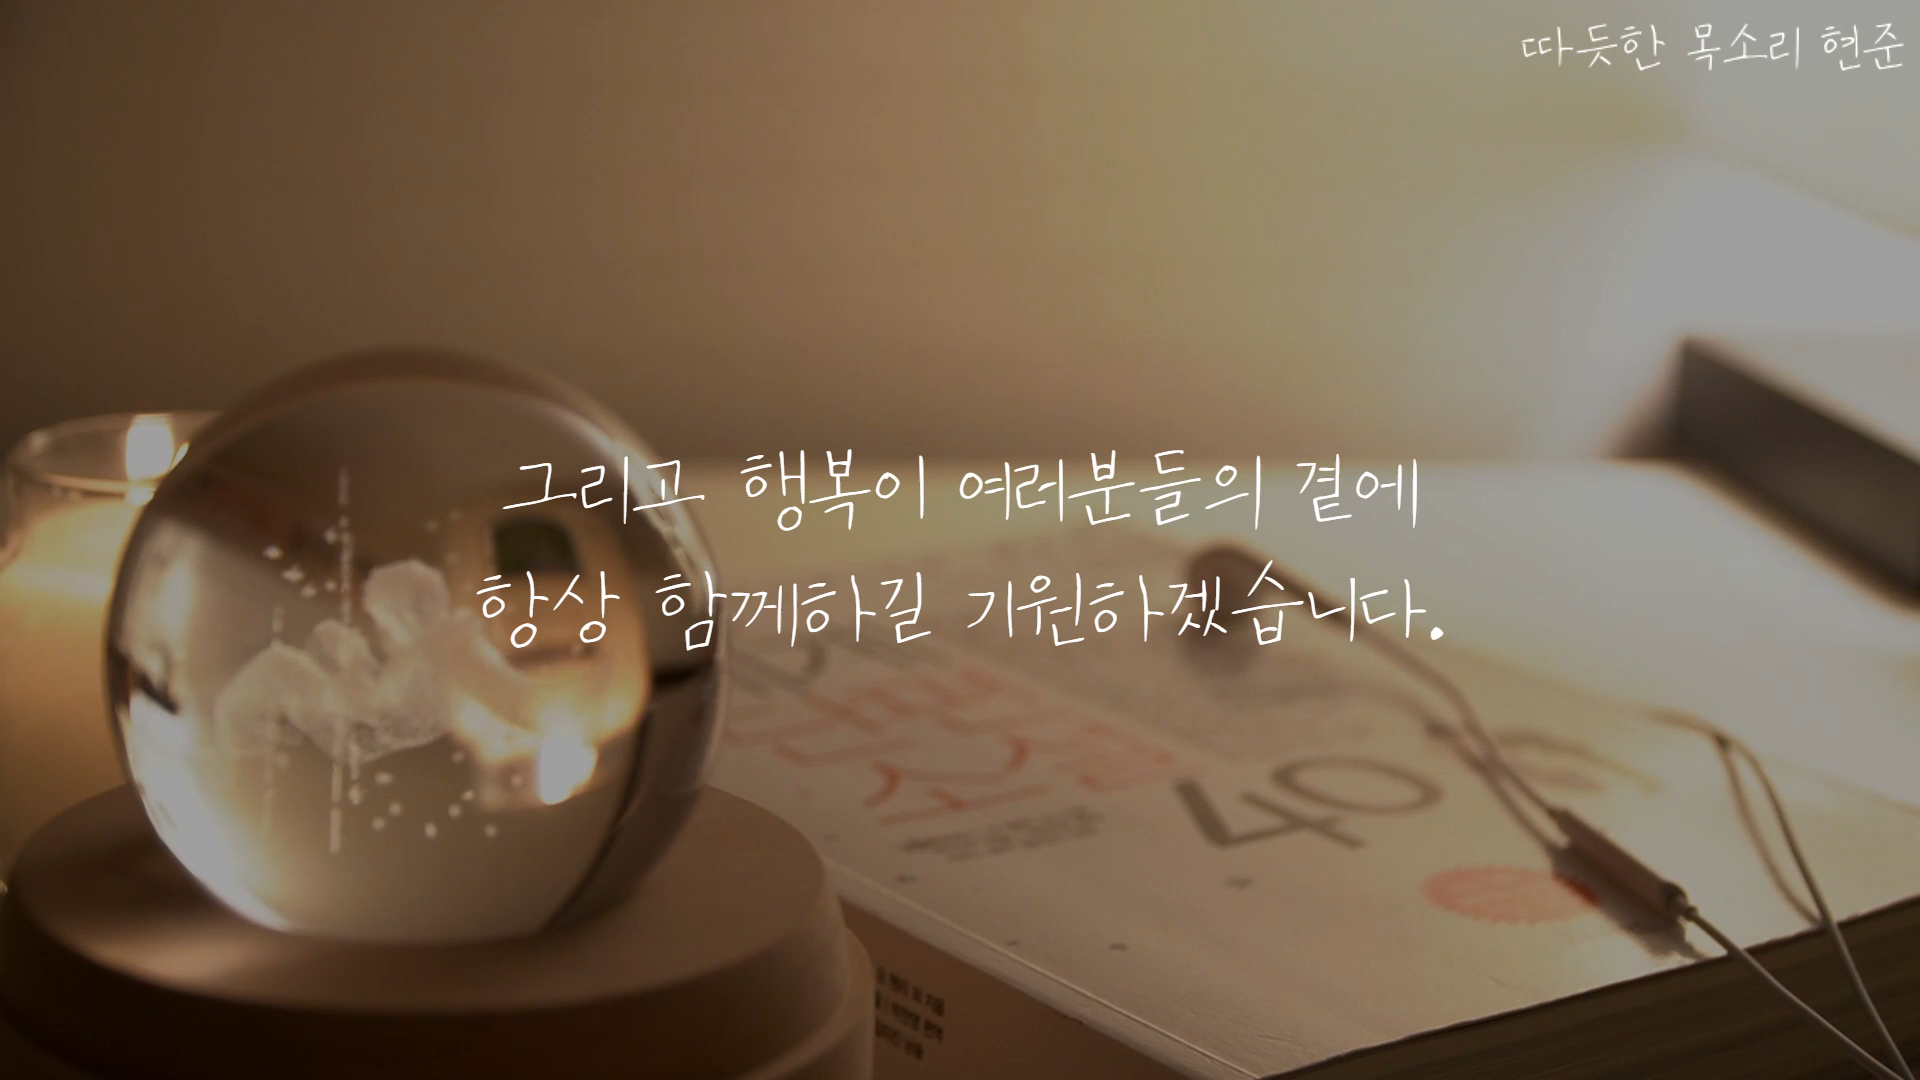 따듯한 목소리 현준
그리고 행복이 여러분들의 곁에
항상 함께하길 기원하겠습니다.
40